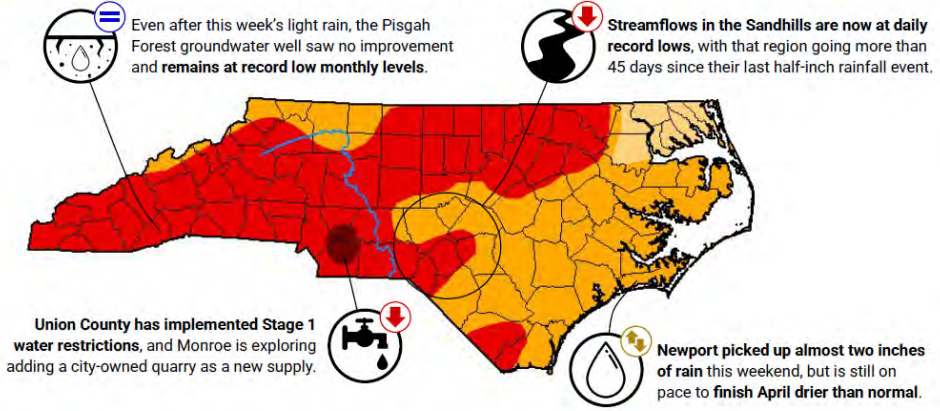 Even after this week's light rain, the Pisgah
Forest groundwater well saw no improvement
and remains at record low monthly levels.
Streamflows in the Sandhills are now at daily
record lows, with that region going more than
45 days since their last half-inch rainfall event.
Union County has implemented Stage 1
water restrictions, and Monroe is exploring
adding a city-owned quarry as a new supply.
Newport picked up almost two inches
of rain this weekend, but is still on
pace to finish April drier than normal.